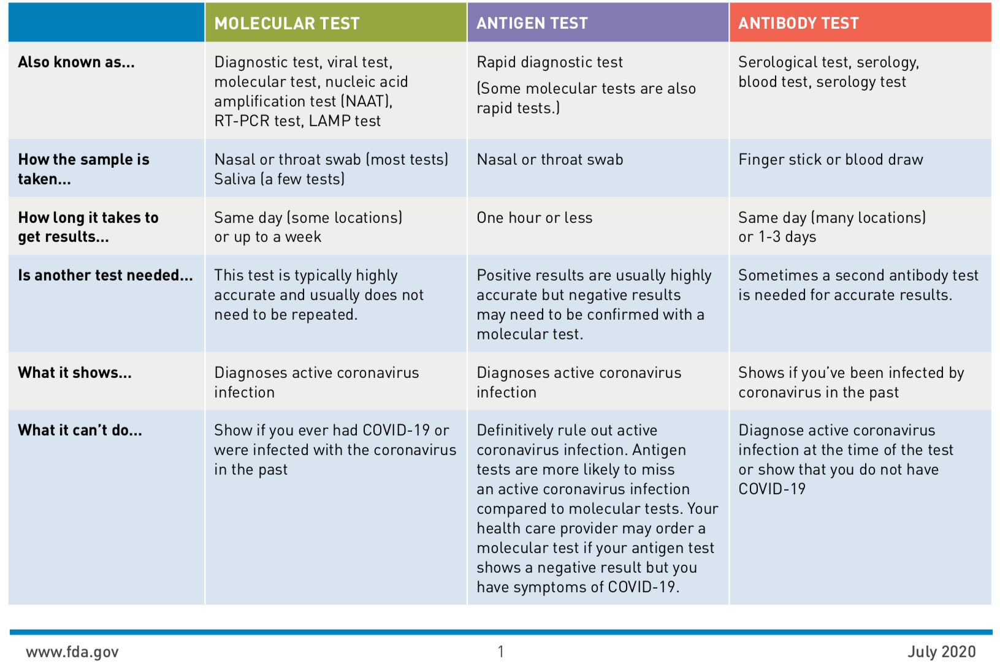 MOLECULAR TEST
ANTIGEN TEST
ANTIBODY TEST
Also known as...
Diagnostic test, viral test,
molecular test, nucleic acid
amplification test (NAAT),
RT-PCR test, LAMP test
Rapid diagnostic test
(Some molecular tests are also
rapid tests.)
Serological test, serology,
blood test, serology test
How the sample is
taken...
Nasal or throat swab (most tests)
Saliva (a few tests)
Nasal or throat swab
Finger stick or blood draw
How long it takes to
get results...
Same day (some locations)
or up to a week
One hour or less
Same day (many locations)
or 1-3 days
Is another test needed...
This test is typically highly
accurate and usually does not
need to be repeated.
Positive results are usually highly
accurate but negative results
may need to be confirmed with a
molecular test.
Sometimes a second antibody test
is needed for accurate results.
What it shows...
Diagnoses active coronavirus
infection
Diagnoses active coronavirus
infection
Shows if you’ve been infected by
coronavirus in the past
What it can’t do...
Show if you ever had COVID-19 or
were infected with the coronavirus
in the past
Definitively rule out active
coronavirus infection. Antigen
tests are more likely to miss
an active coronavirus infection
compared to molecular tests. Your
health care provider may order a
molecular test if your antigen test
shows a negative result but you
have symptoms of COVID-19.
Diagnose active coronavirus
infection at the time of the test
or show that you do not have
COVID-19
www.fda.gov
1
July 2020